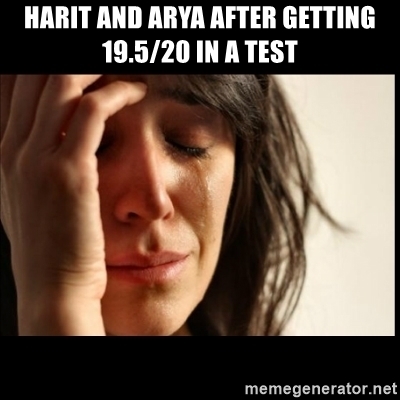 HARIT AND ARYA AFTER GETTING
19.5/20 IN A TEST
memegenerator.net